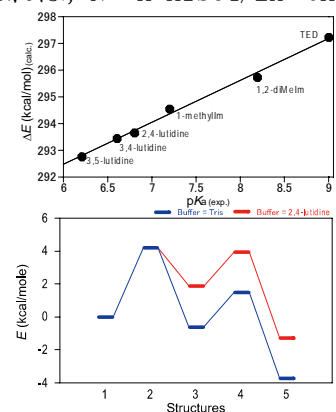 297
296
295
294
293
292
ΔE (kcal/mol)(calc.)
TED
1,2-diMeIm
1-methylIm
2,4-lutidine
3,4-lutidine
3,5-lutidine
6 6.5 7 7.5 8 8.5 9
pKa (exp.)
Buffer = Tris Buffer = 2,4-lutidine
6
4
2
0
-2
-4
E (kcal/mole)
1 2 3 4 5
Structures